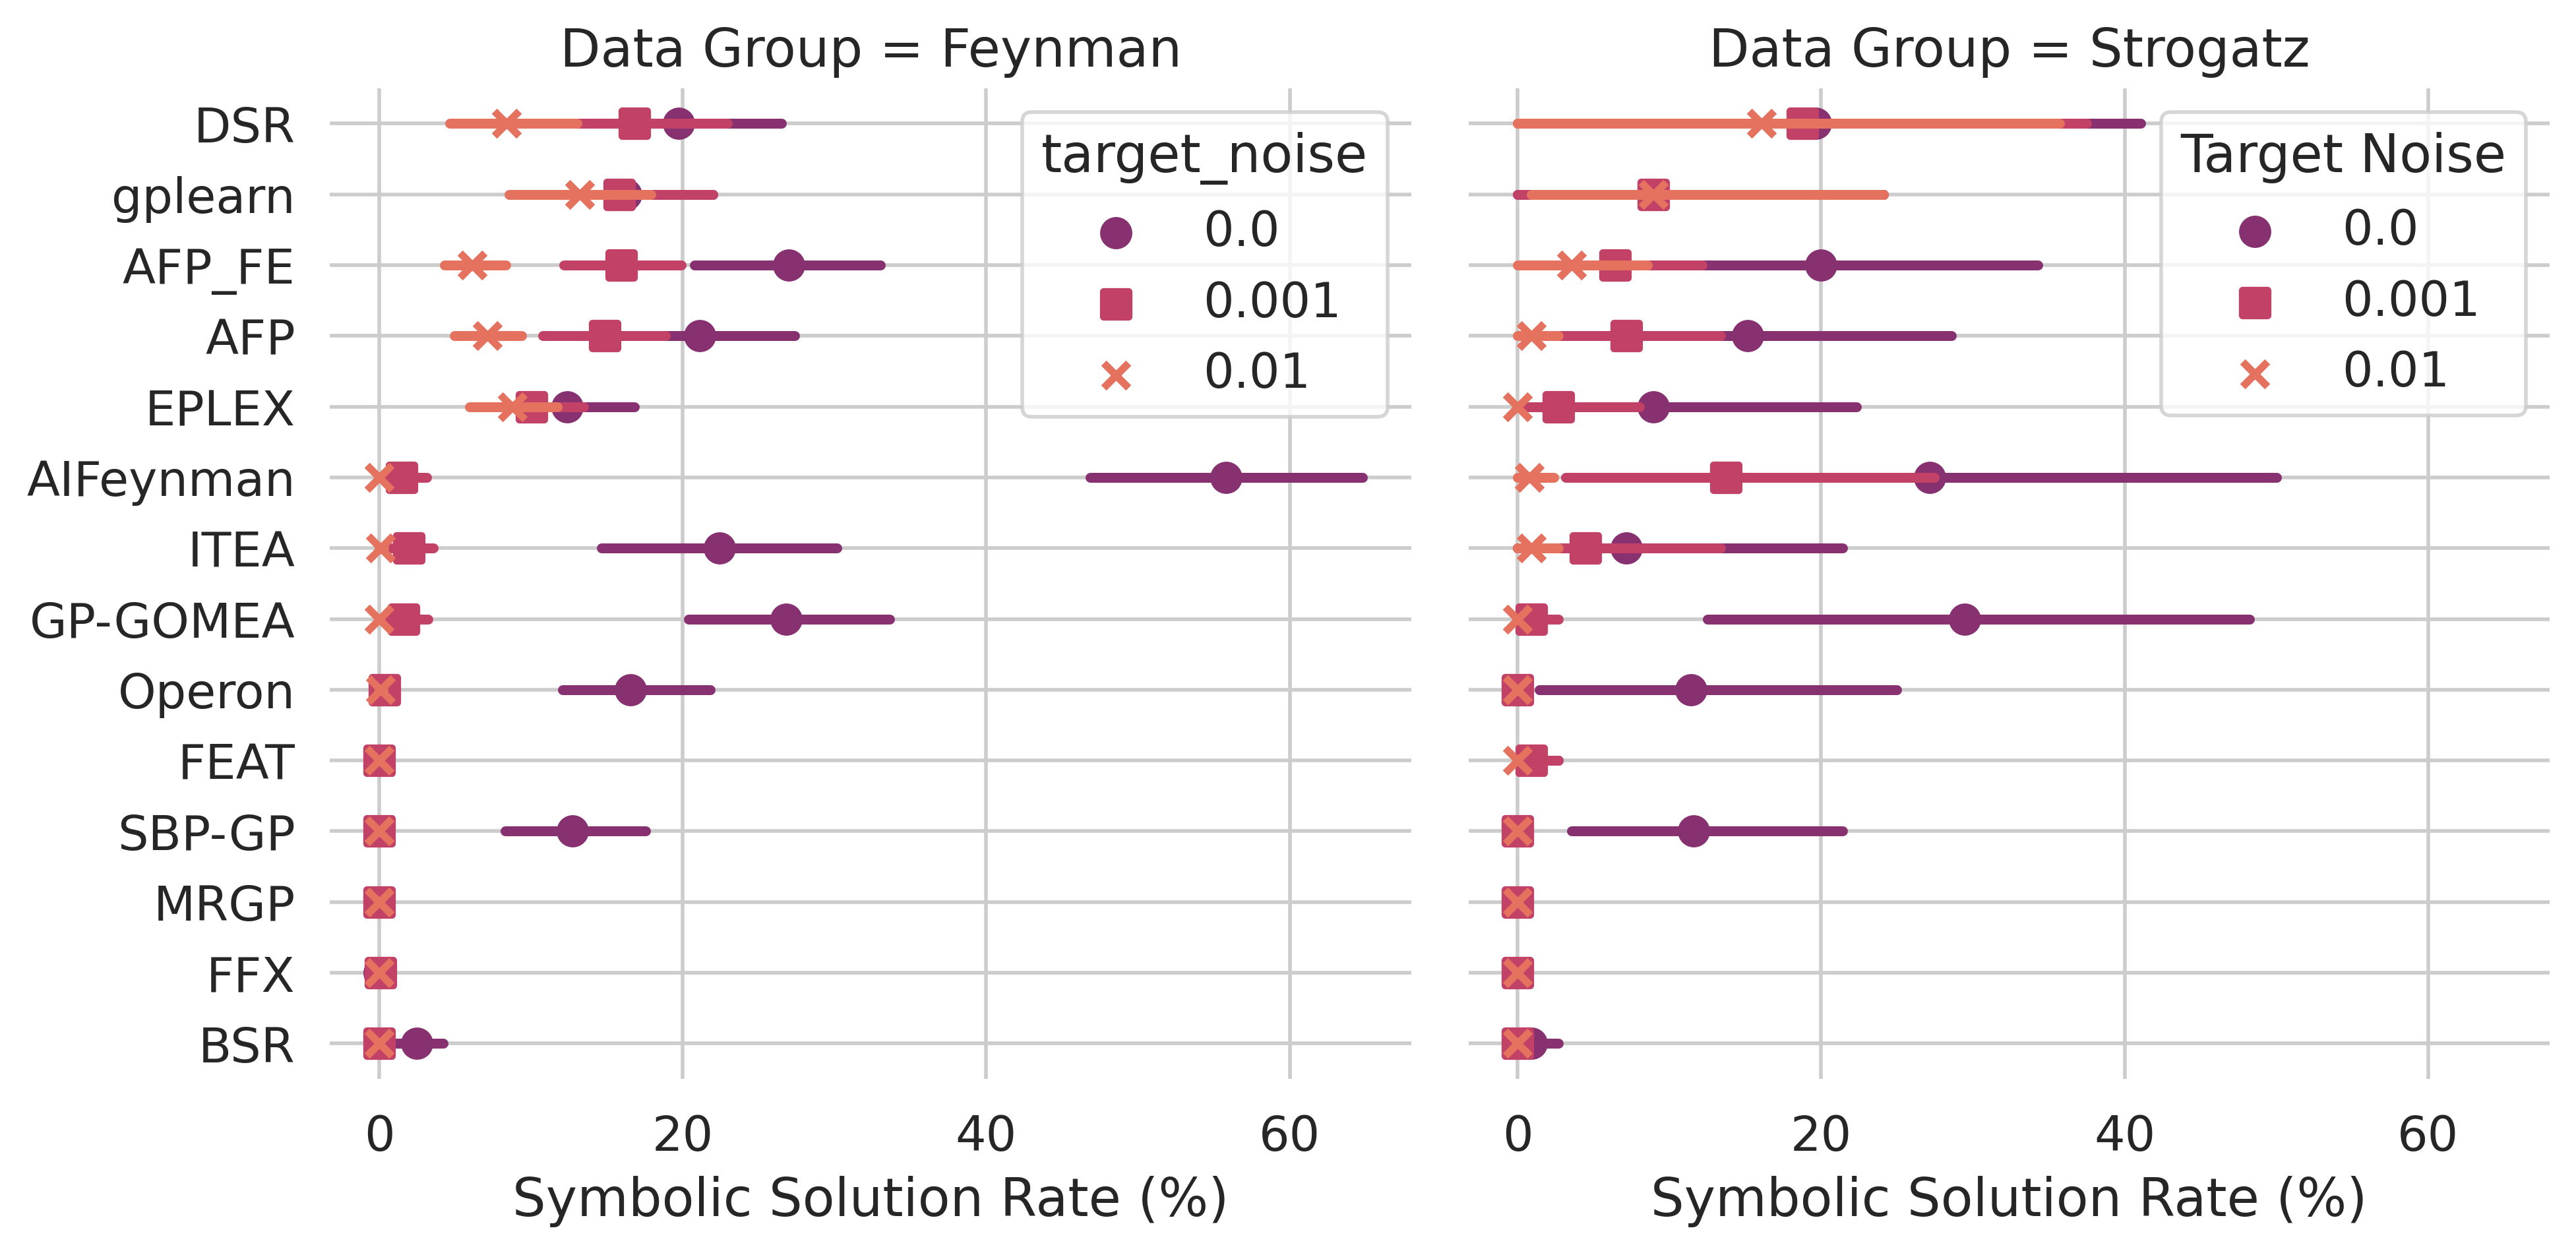 Data Group = Feynman
Data Group = Strogatz
DSR
gplearn
AFP_FE
AFP
EPLEX
AIFeynman
ITEA
GP-GOMEA
Operon
FEAT
SBP-GP
MRGP
FFX
BSR
target_noise
0.0
0.001
0.01
Target Noise
0.0
0.001
0.01
0 20 40 60
0 20 40 60
Symbolic Solution Rate (%)
Symbolic Solution Rate (%)